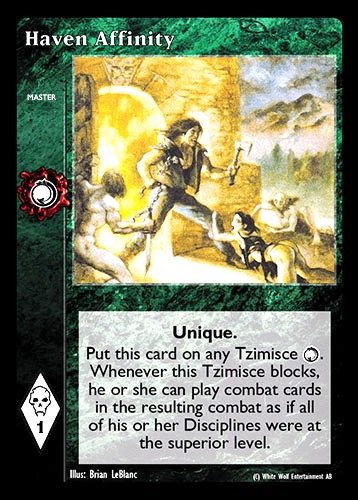 Haven Affinity
MASTER
Unique.
Put this card on any Tzimisce .
Whenever this Tzimisce blocks,
he or she can play combat cards
in the resulting combat as if all
of his or her Disciplines were at
the superior level.
1
Illus: Brian LeBlanc
(C) White Wolf Entertainment AB